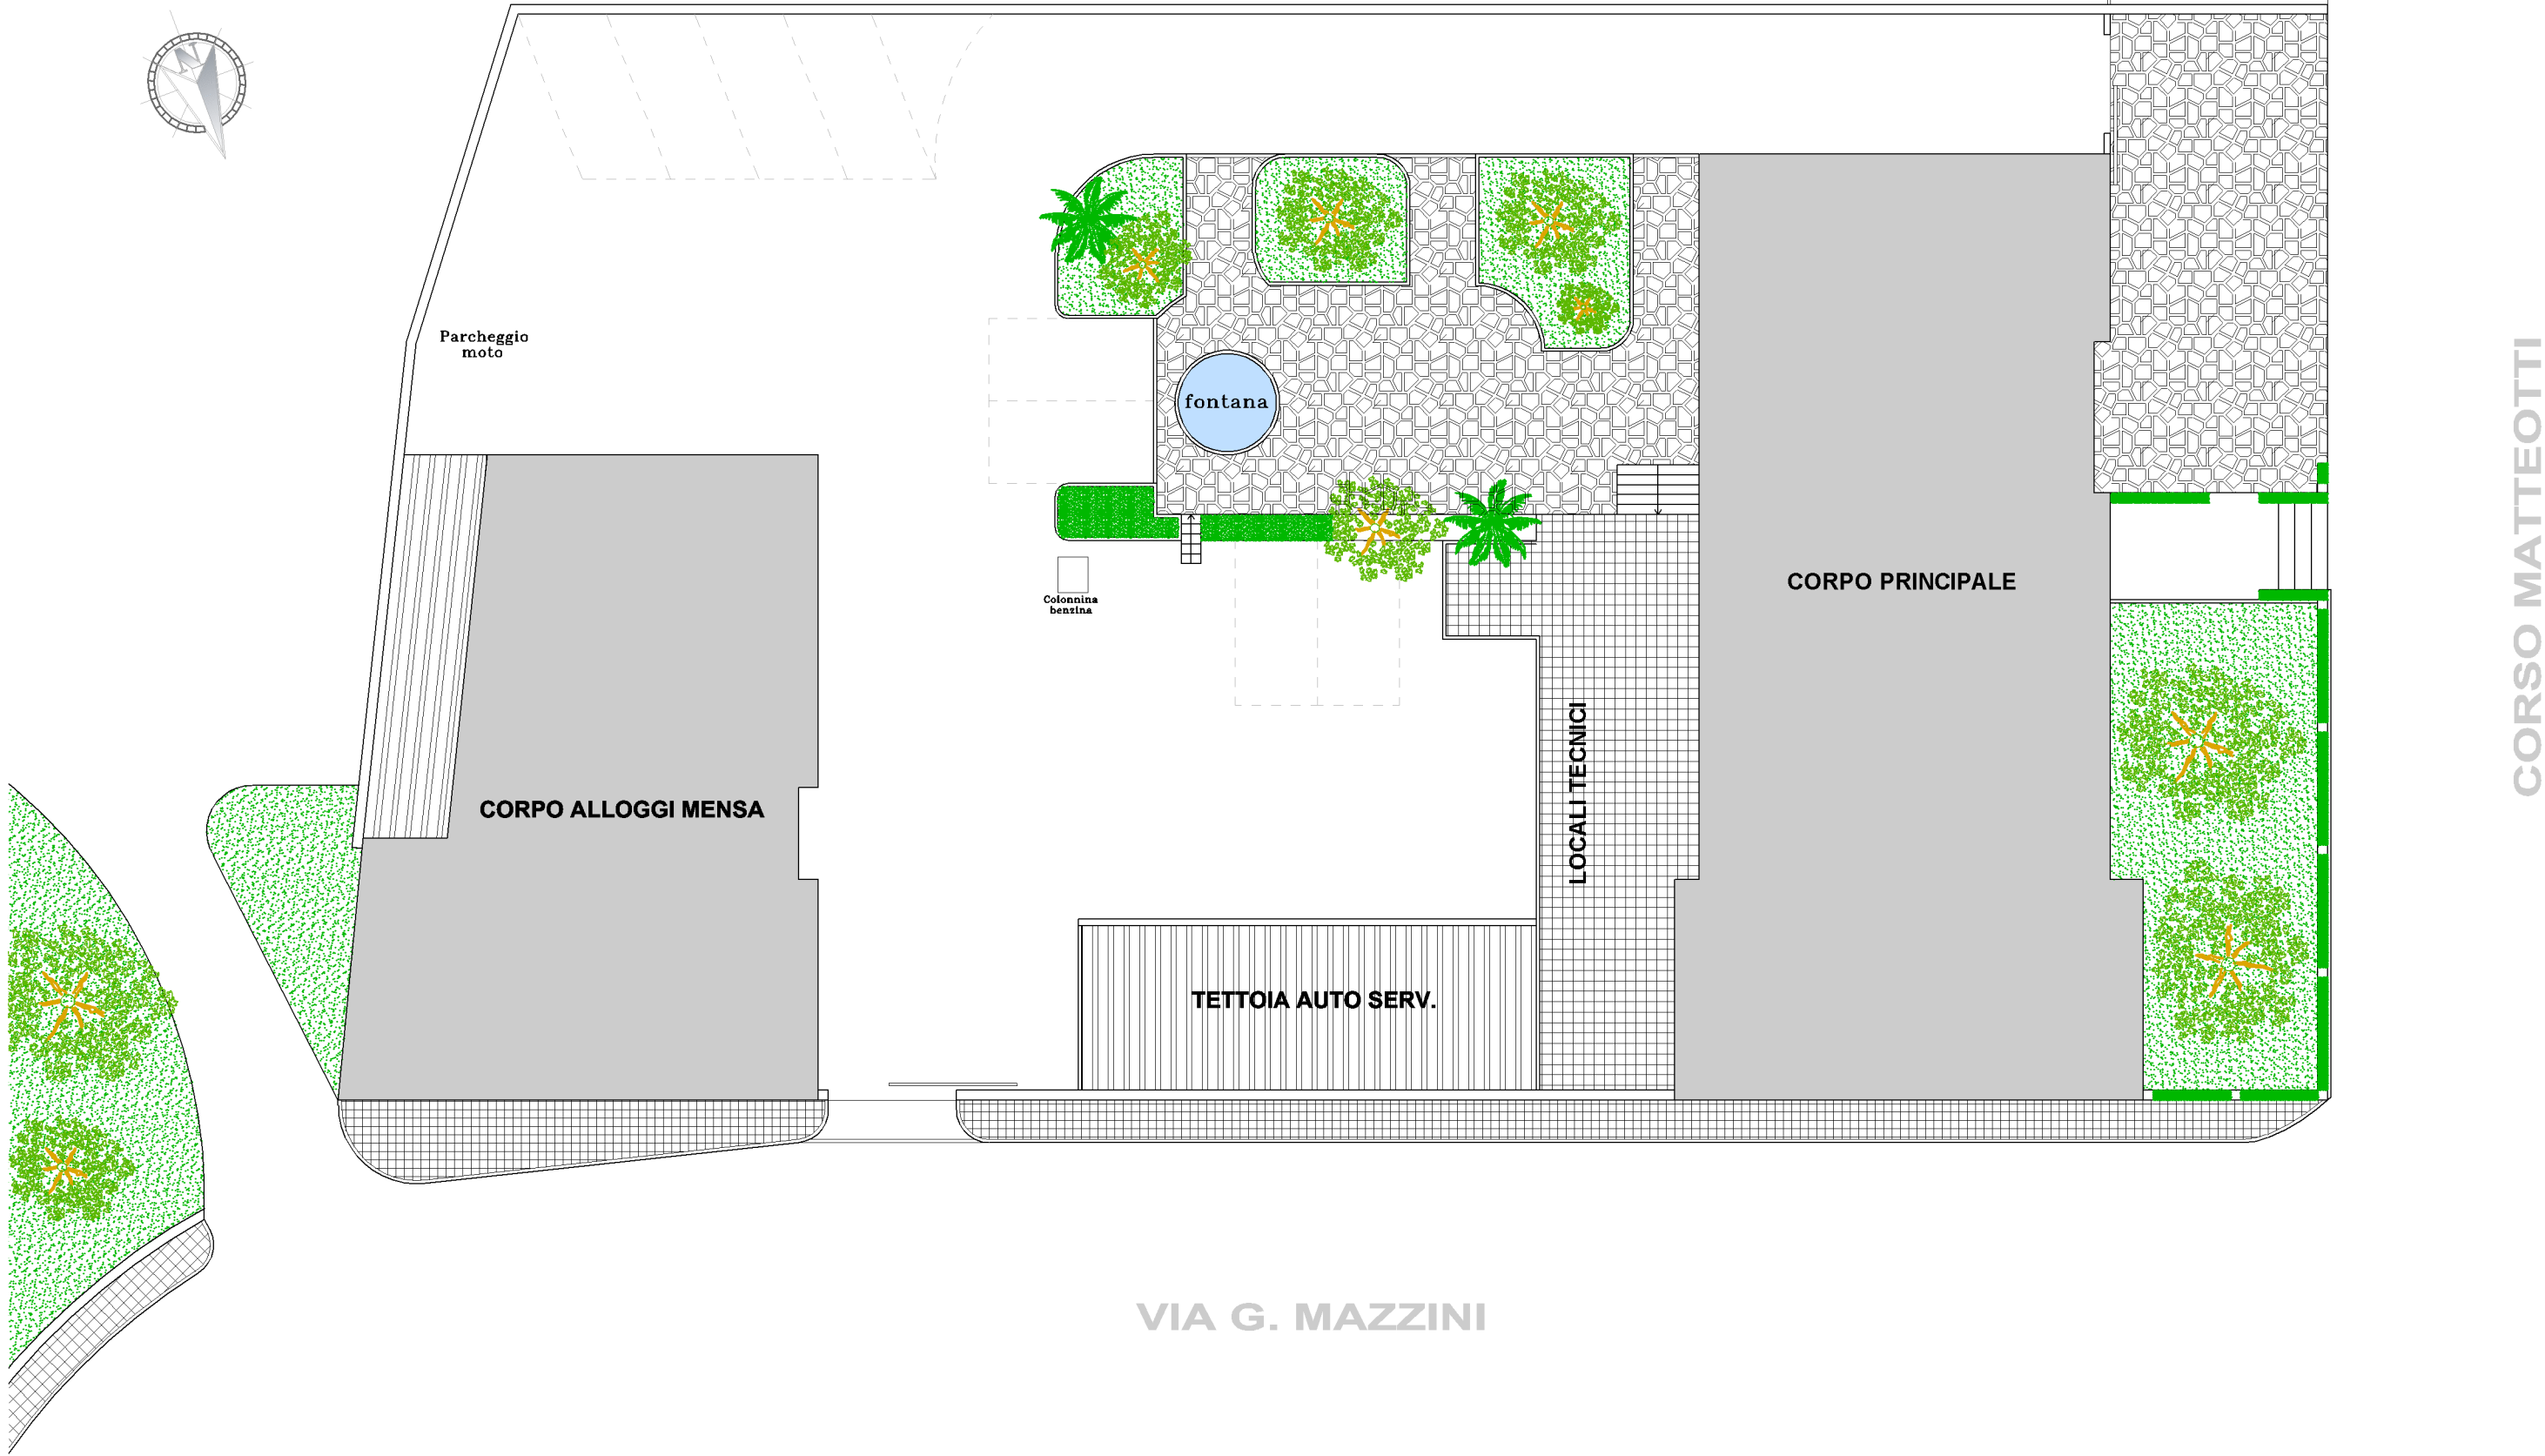 N
Parcheggio
moto
fontana
Colonnina
benzina
CORPO PRINCIPALE
CORSO MATTEOTTI
LOCALI TECNICI
CORPO ALLOGGI MENSA
TETTOIA AUTO SERV.
VIA G. MAZZINI